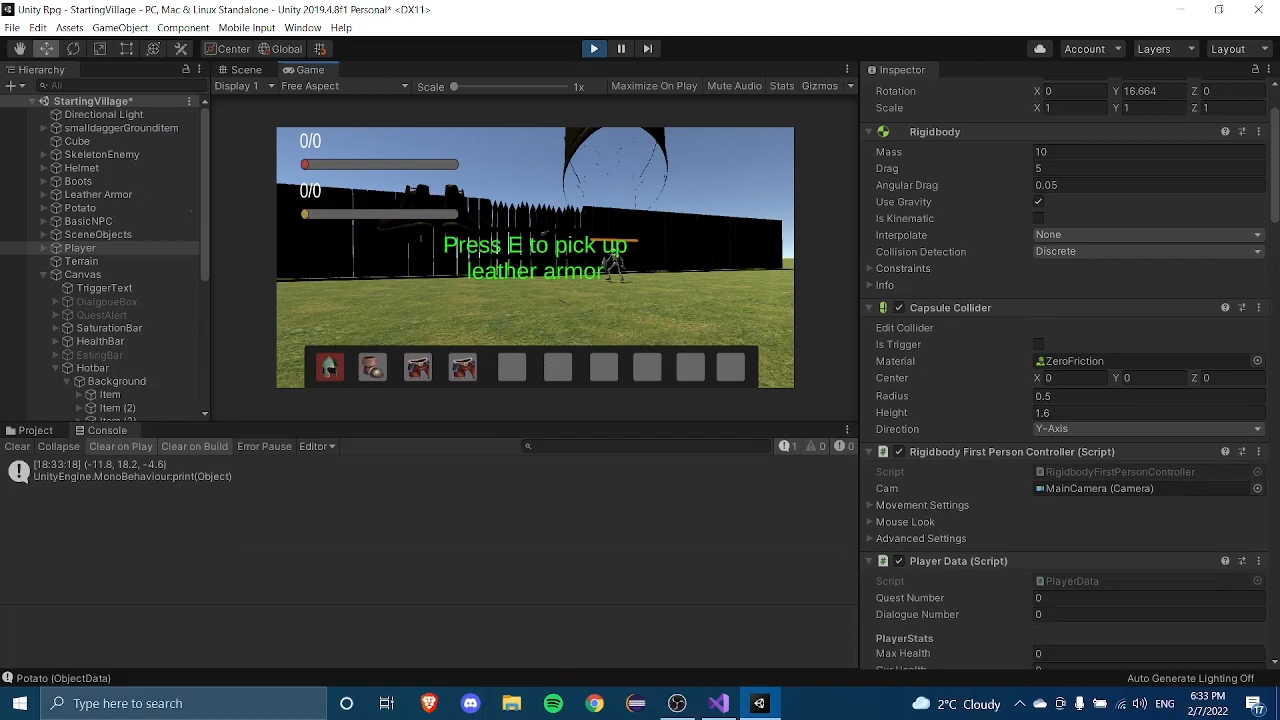 Unity Rpg - StartingVillage - PC, Mac & Linux Standalone - Unity 2019.4.8f1 Personal* <DX11>
File Edit Assets GameObject Component Mobile Input Window Help
Center Global Account Layers Layout
Hierarchy
All
StartingVillage*
Directional Light
smalldaggerGrounditem
Cube
SkeletonEnemy
Helmet
Boots
Leather Armor
Potato
BasicNPC
SceneObjects
Player
Terrain
Canvas
TriggerText
DialgoueBox
QuestAlert
SaturationBar
HealthBar
EatingBar
Hotbar
Background
Item
Item (2)
Scene Game
Display 1 Free Aspect Scale 1x Maximize On Play Mute Audio Stats Gizmos
0/0
0/0
Press E to pick up
leather armor
Project Console
Clear Collapse Clear on Play Clear on Build Error Pause Editor 1 0 0
[18:33:18] (-11.8, 18.2, -4.6)
UnityEngine.MonoBehaviour:print(Object)
Inspector
Rotation X 0 Y 16.664 Z 0
Scale X 1 Y 1 Z 1
Rigidbody
Mass 10
Drag 5
Angular Drag 0.05
Use Gravity
Is Kinematic
Interpolate None
Collision Detection Discrete
Constraints
Info
Capsule Collider
Edit Collider
Is Trigger
Material ZeroFriction
Center X 0 Y 0 Z 0
Radius 0.5
Height 1.6
Direction Y-Axis
Rigidbody First Person Controller (Script)
Script RigidbodyFirstPersonController
Cam MainCamera (Camera)
Movement Settings
Mouse Look
Advanced Settings
Player Data (Script)
Script PlayerData
Quest Number 0
Dialogue Number 0
PlayerStats
Max Health 0
Potato (ObjectData)
Auto Generate Lighting Off
Type here to search
2°C Cloudy
ENG
6:33 PM
2/7/2022